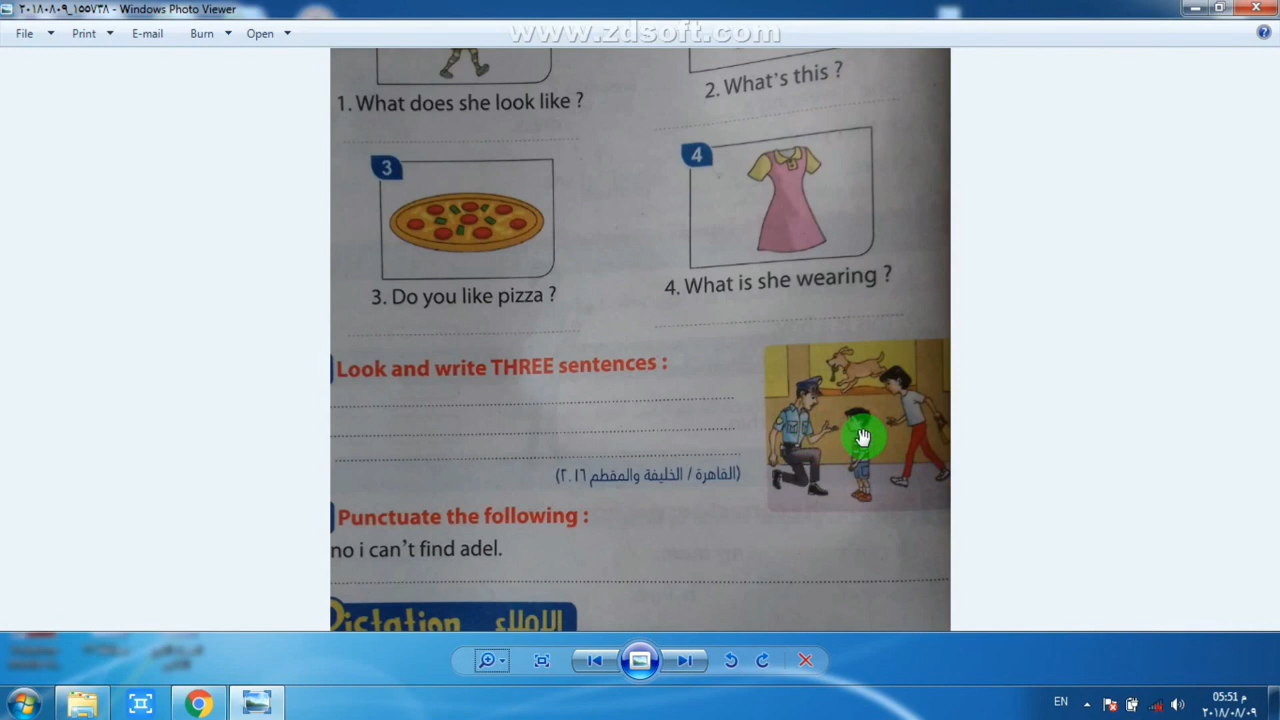 ٢٠١٨٠٨٠٩_١٥٥٧٣٨ - Windows Photo Viewer
File Print E-mail Burn Open
www.zdsoft.com
1. What does she look like ?
2. What's this ?
3
4
3. Do you like pizza ?
4. What is she wearing ?
Look and write THREE sentences :
(القاهرة / الخليفة والمقطم ٢٠١٦)
Punctuate the following :
no i can't find adel.
Dictation الإملاء
EN
05:51 م
٢٠١٨/٠٨/٠٩